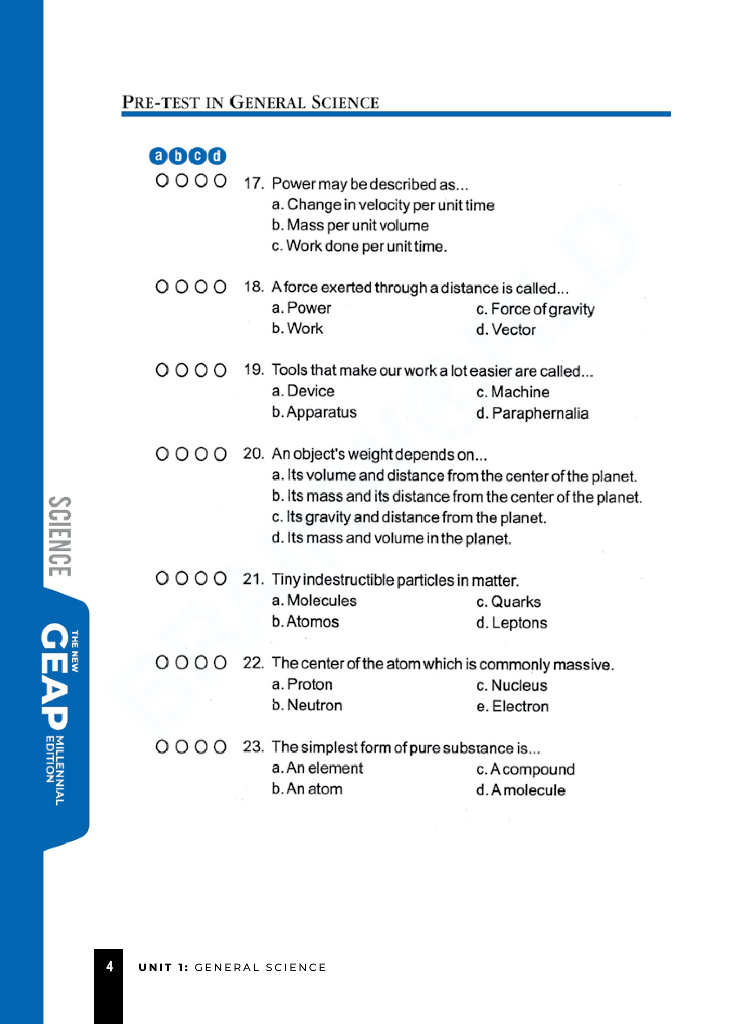 PRE-TEST IN GENERAL SCIENCE
a b c d
17. Power may be described as...
a. Change in velocity per unit time
b. Mass per unit volume
c. Work done per unit time.
18. A force exerted through a distance is called...
a. Power c. Force of gravity
b. Work d. Vector
19. Tools that make our work a lot easier are called...
a. Device c. Machine
b. Apparatus d. Paraphernalia
20. An object's weight depends on...
a. Its volume and distance from the center of the planet.
b. Its mass and its distance from the center of the planet.
c. Its gravity and distance from the planet.
d. Its mass and volume in the planet.
21. Tiny indestructible particles in matter.
a. Molecules c. Quarks
b. Atomos d. Leptons
22. The center of the atom which is commonly massive.
a. Proton c. Nucleus
b. Neutron e. Electron
23. The simplest form of pure substance is...
a. An element c. A compound
b. An atom d. A molecule
SCIENCE
THE NEW
GEAP
MILLENNIAL
EDITION
4 UNIT 1: GENERAL SCIENCE